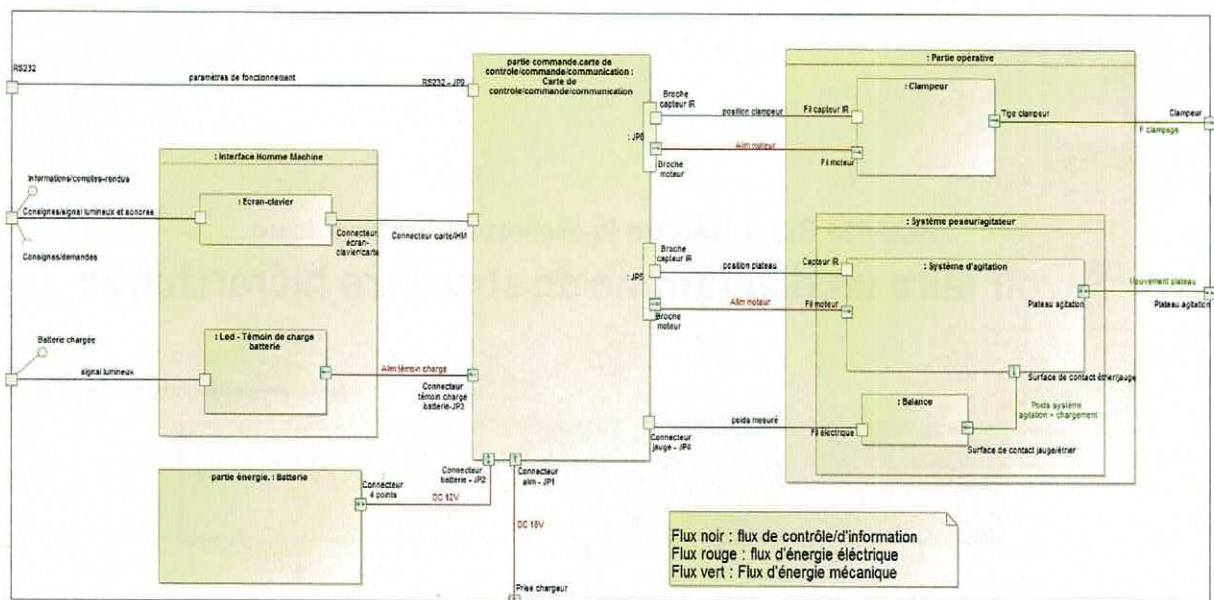 RS232
paramètres de fonctionnement
RS232 - JP9
partie commande.carte de
controle/commande/communication :
Carte de
controle/commande/communication
Broche
capteur IR
: JP6
Broche
moteur
position clampeur
Alim moteur
: Partie opérative
: Clampeur
Fil capteur IR
Fil moteur
Tige clampeur
Clampeur
F clampage
: Interface Homme Machine
Informations/comptes-rendus
Consignes/signal lumineux et sonores
Consignes/demandes
: Ecran-clavier
Connecteur
écran-
clavier/carte
Connecteur carte/IHM
Broche
capteur IR
: JP5
Broche
moteur
position plateau
Alim moteur
: Système peseur/agitateur
: Système d'agitation
Capteur IR
Fil moteur
Plateau agitation
Mouvement plateau
Plateau agitation
Batterie chargée
signal lumineux
: Led - Témoin de charge
batterie
Alim témoin charge
Connecteur
témoin charge
batterie-JP3
Surface de contact étrier/jauge
Poids système
agitation + chargement
: Balance
poids mesuré
Fil électrique
Connecteur
jauge - JP4
Surface de contact jauge/étrier
partie énergie. : Batterie
Connecteur
4 points
DC 12V
Connecteur
batterie - JP2
Connecteur
alim - JP1
DC 18V
Prise chargeur
Flux noir : flux de contrôle/d'information
Flux rouge : flux d'énergie éléctrique
Flux vert : Flux d'énergie mécanique